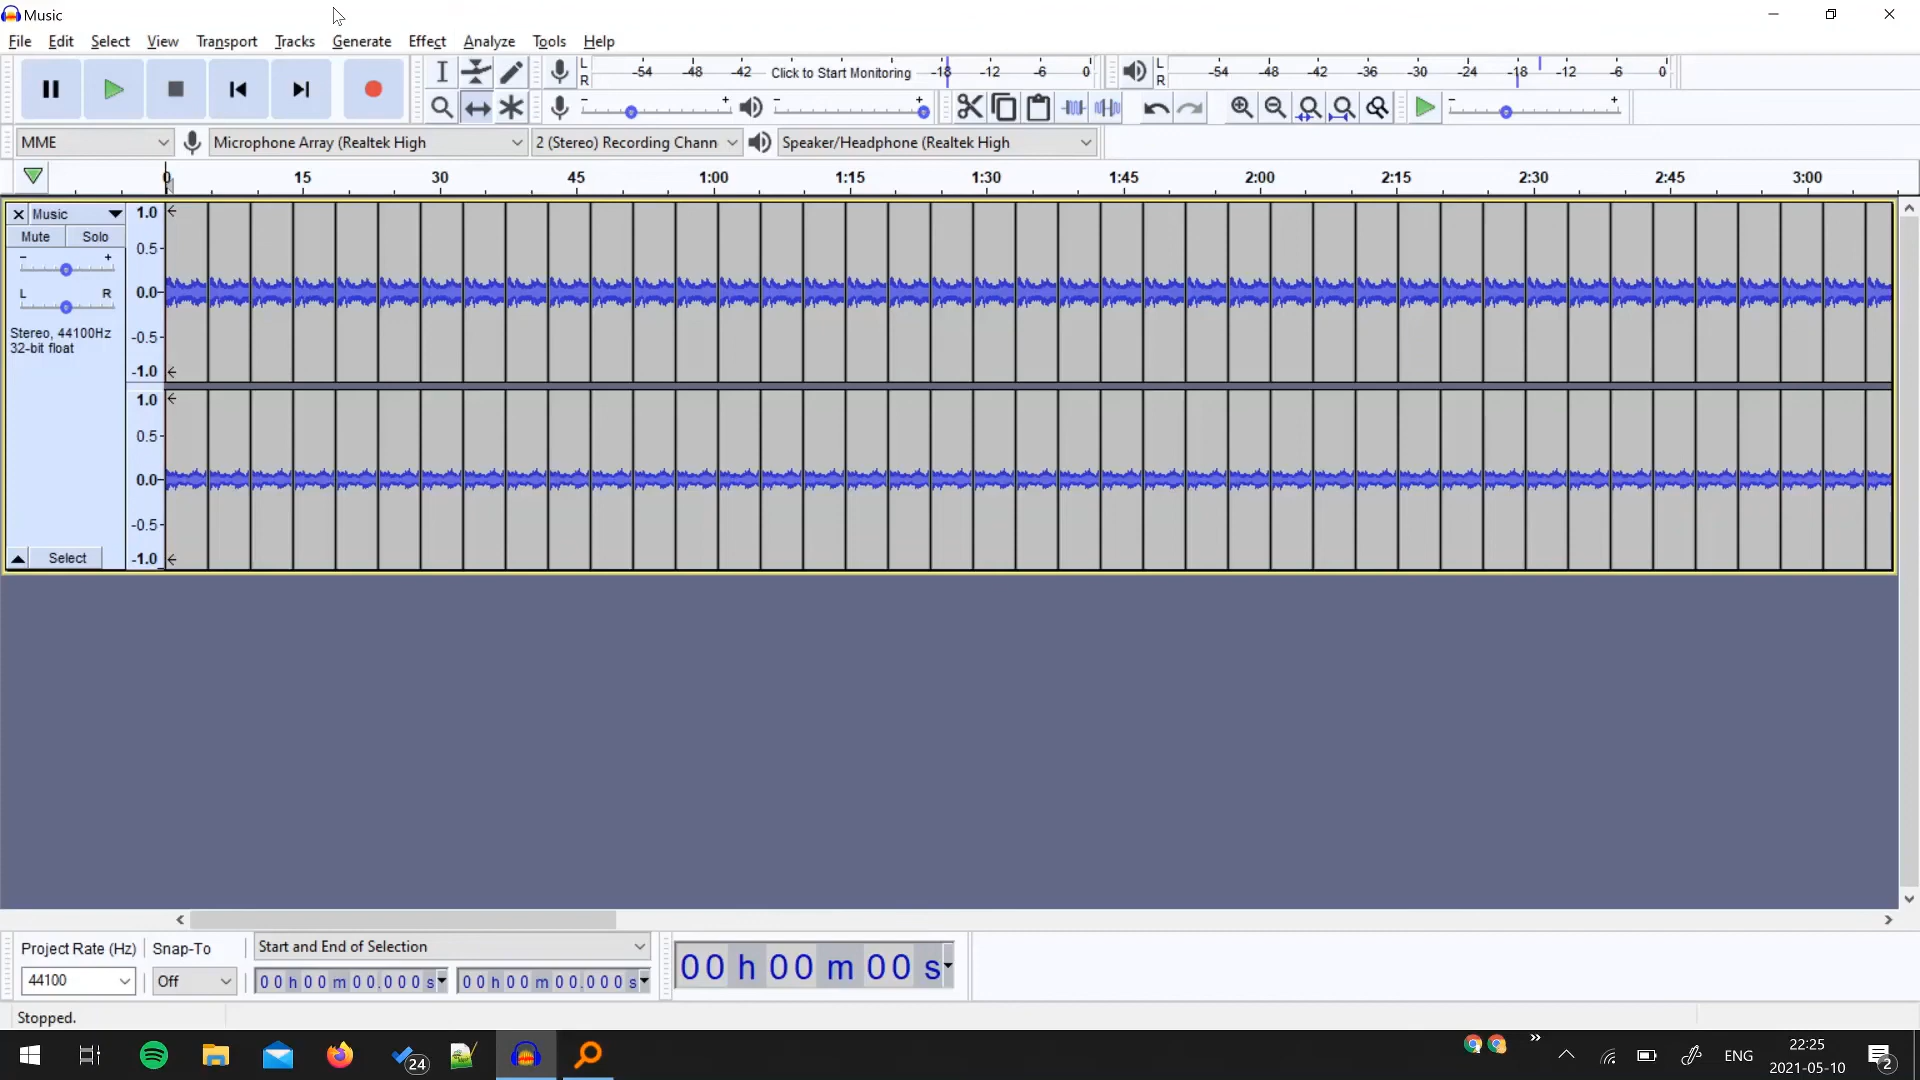 Music
File Edit Select View Transport Tracks Generate Effect Analyze Tools Help
L R -54 -48 -42 Click to Start Monitoring -18 -12 -6 0 L R -54 -48 -42 -36 -30 -24 -18 -12 -6 0
- + - + - +
MME Microphone Array (Realtek High 2 (Stereo) Recording Chann Speaker/Headphone (Realtek High
0 15 30 45 1:00 1:15 1:30 1:45 2:00 2:15 2:30 2:45 3:00
Music 1.0
Mute Solo 0.5
- +
L R 0.0
Stereo, 44100Hz -0.5
32-bit float
-1.0
1.0
0.5
0.0
-0.5
Select -1.0
Project Rate (Hz) Snap-To Start and End of Selection
44100 Off 00 h 00 m 00.000 s 00 h 00 m 00.000 s 00 h 00 m 00 s
Stopped.
24 ENG 22:25 2
2021-05-10